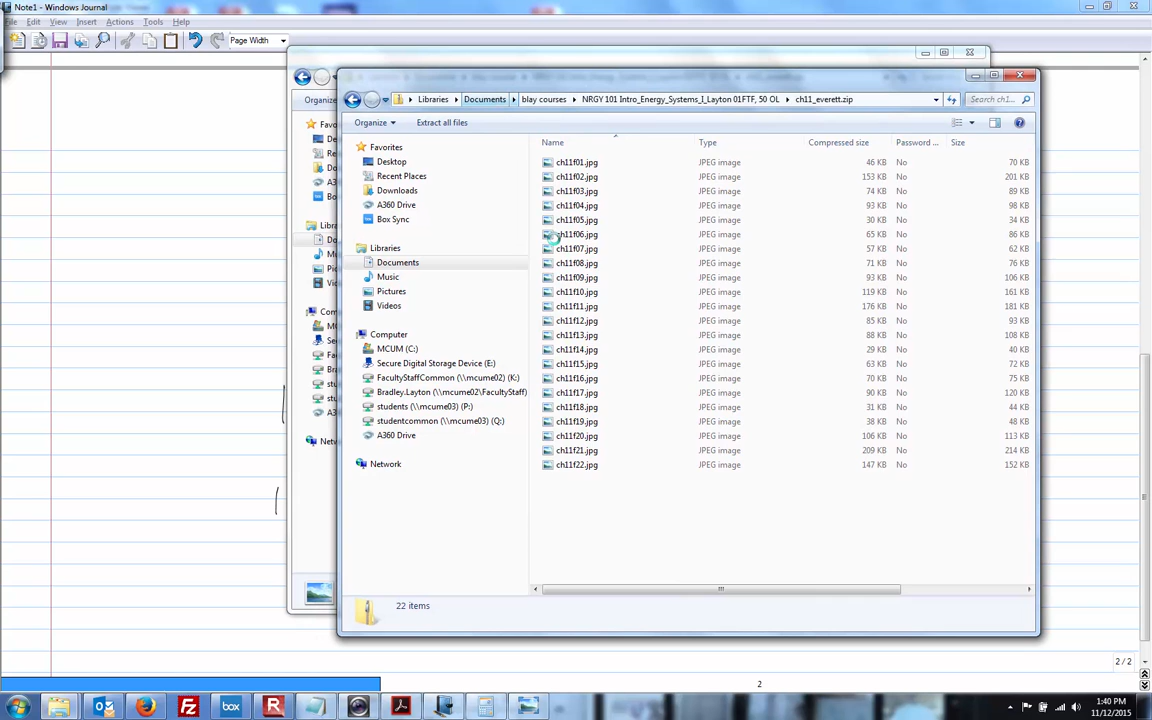 Note1 - Windows Journal
File Edit View Insert Actions Tools Help
Page Width
Libraries Documents blay courses NRGY 101 Intro_Energy_Systems_I_Layton 01FTF, 50 OL ch11_everett.zip
Search ch1...
Organize Extract all files
Name Type Compressed size Password ... Size
ch11f01.jpg JPEG image 46 KB No 70 KB
ch11f02.jpg JPEG image 153 KB No 201 KB
ch11f03.jpg JPEG image 74 KB No 89 KB
ch11f04.jpg JPEG image 93 KB No 98 KB
ch11f05.jpg JPEG image 30 KB No 34 KB
ch11f06.jpg JPEG image 65 KB No 86 KB
ch11f07.jpg JPEG image 57 KB No 62 KB
ch11f08.jpg JPEG image 71 KB No 76 KB
ch11f09.jpg JPEG image 93 KB No 106 KB
ch11f10.jpg JPEG image 119 KB No 161 KB
ch11f11.jpg JPEG image 176 KB No 181 KB
ch11f12.jpg JPEG image 85 KB No 93 KB
ch11f13.jpg JPEG image 88 KB No 108 KB
ch11f14.jpg JPEG image 29 KB No 40 KB
ch11f15.jpg JPEG image 63 KB No 72 KB
ch11f16.jpg JPEG image 70 KB No 75 KB
ch11f17.jpg JPEG image 90 KB No 120 KB
ch11f18.jpg JPEG image 31 KB No 44 KB
ch11f19.jpg JPEG image 38 KB No 48 KB
ch11f20.jpg JPEG image 106 KB No 113 KB
ch11f21.jpg JPEG image 209 KB No 214 KB
ch11f22.jpg JPEG image 147 KB No 152 KB
Favorites
Desktop
Recent Places
Downloads
A360 Drive
Box Sync
Libraries
Documents
Music
Pictures
Videos
Computer
MCUM (C:)
Secure Digital Storage Device (E:)
FacultyStaffCommon (\\mcume02) (K:)
Bradley.Layton (\\mcume02\FacultyStaff)
students (\\mcume03) (P:)
studentcommon (\\mcume03) (Q:)
A360 Drive
Network
22 items
Organize
2 / 2
2
1:40 PM
11/12/2015